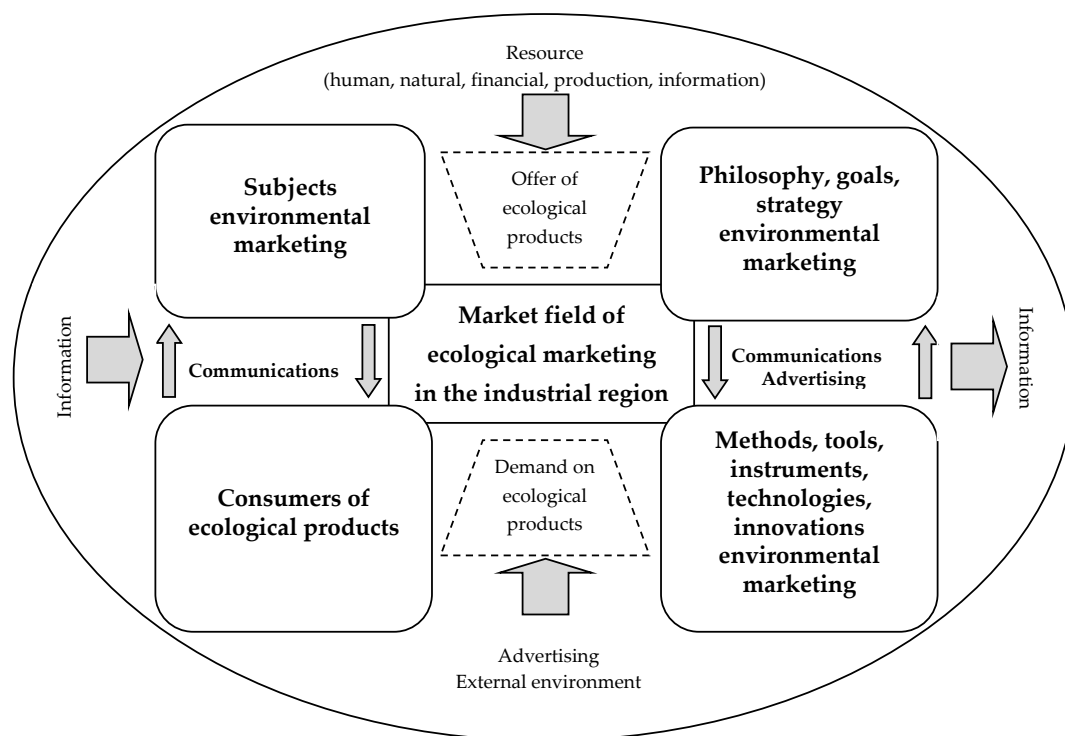 Resource
(human, natural, financial, production, information)
Subjects
environmental
marketing
Offer of
ecological
products
Philosophy, goals,
strategy
environmental
marketing
Information
Communications
Market field of
ecological marketing
in the industrial region
Communications
Advertising
Information
Consumers of
ecological products
Demand on
ecological
products
Methods, tools,
instruments,
technologies,
innovations
environmental
marketing
Advertising
External environment